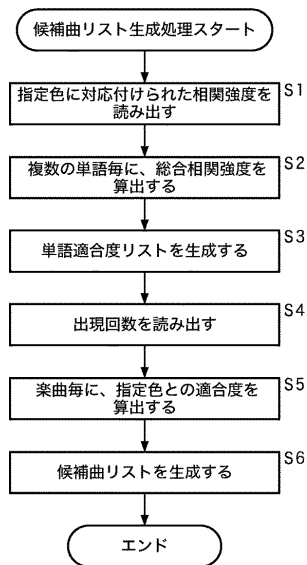 候補曲リスト生成処理スタート
指定色に対応付けられた相関強度を
読み出す
S1
複数の単語毎に、総合相関強度を
算出する
S2
単語適合度リストを生成する
S3
出現回数を読み出す
S4
楽曲毎に、指定色との適合度を
算出する
S5
候補曲リストを生成する
S6
エンド